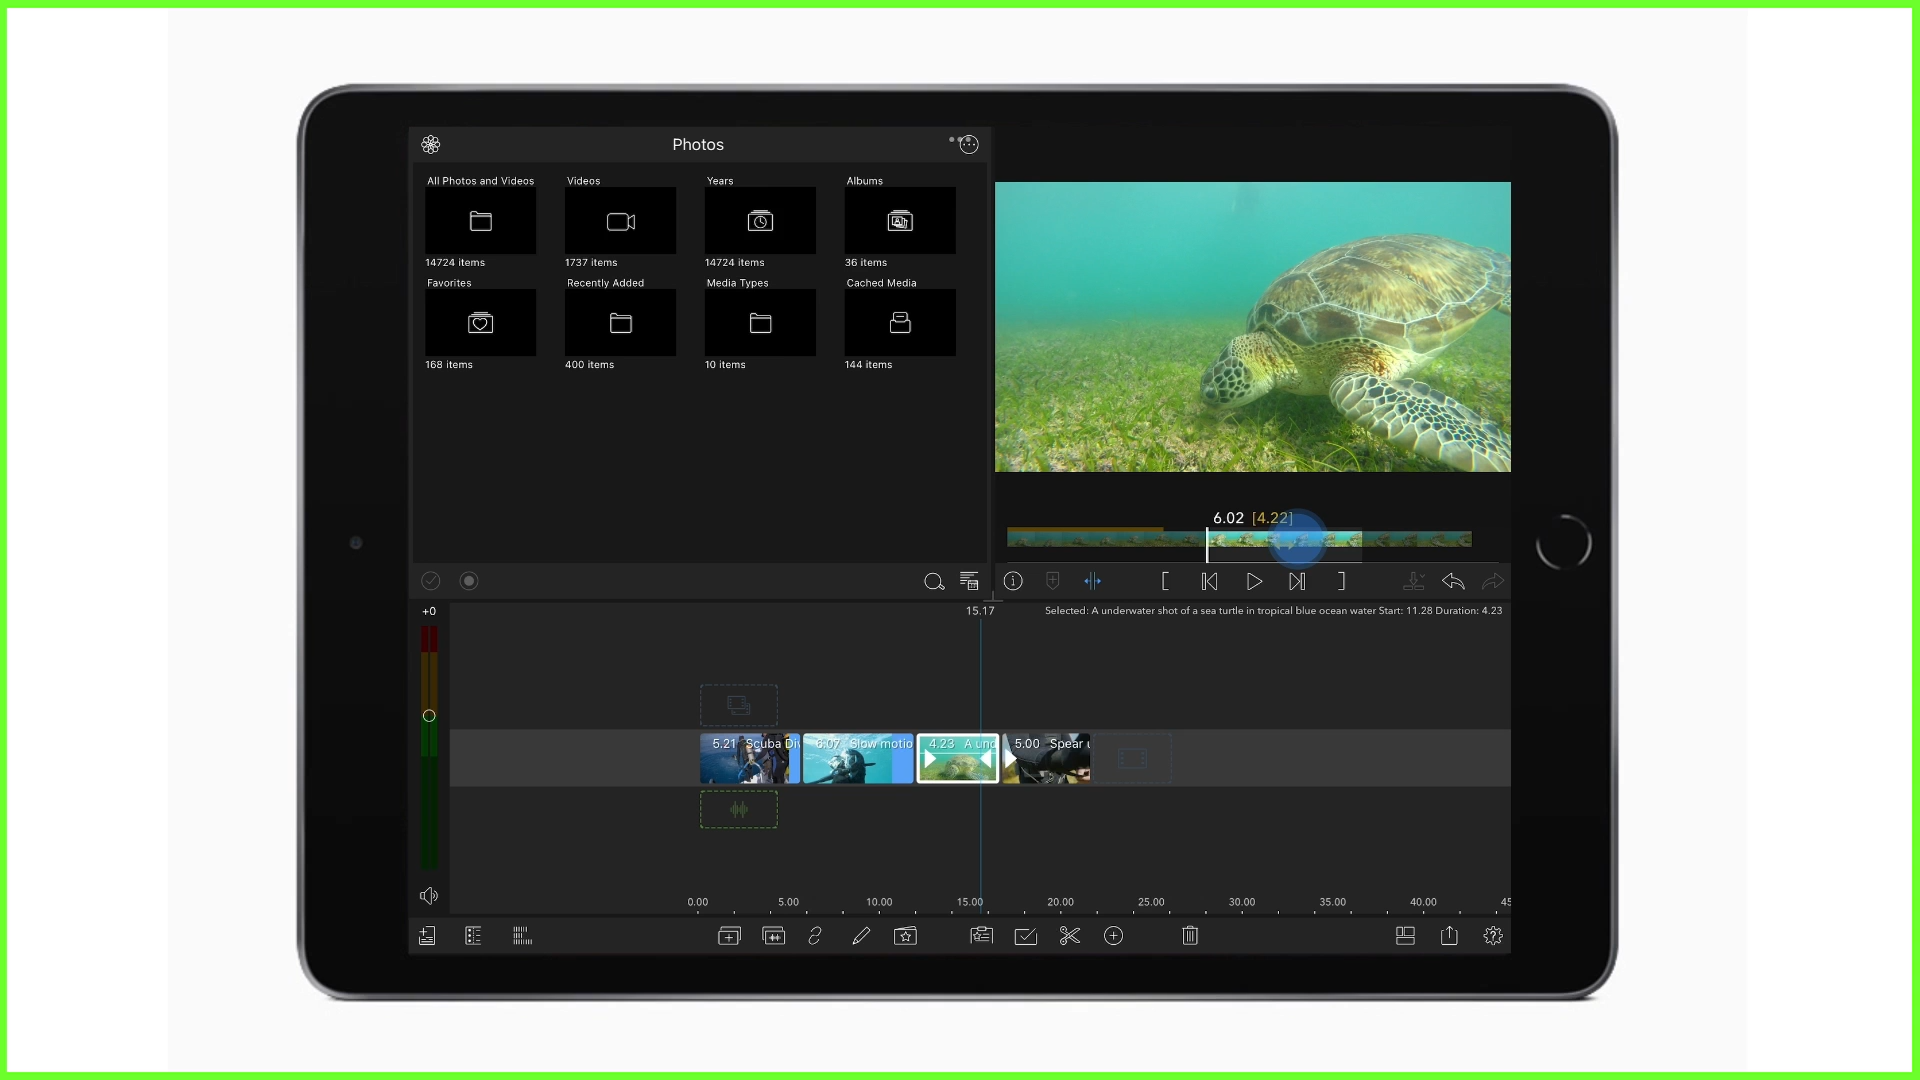 Photos
All Photos and Videos
Videos
Years
Albums
14724 items
1737 items
14724 items
36 items
Favorites
Recently Added
Media Types
Cached Media
168 items
400 items
10 items
144 items
6.02 [4.22]
+0
15.17
Selected: A underwater shot of a sea turtle in tropical blue ocean water Start: 11.28 Duration: 4.23
5.21 Scuba Div
6.07 Slow motio
4.23 A und
5.00 Spear u
0.00 5.00 10.00 15.00 20.00 25.00 30.00 35.00 40.00 45